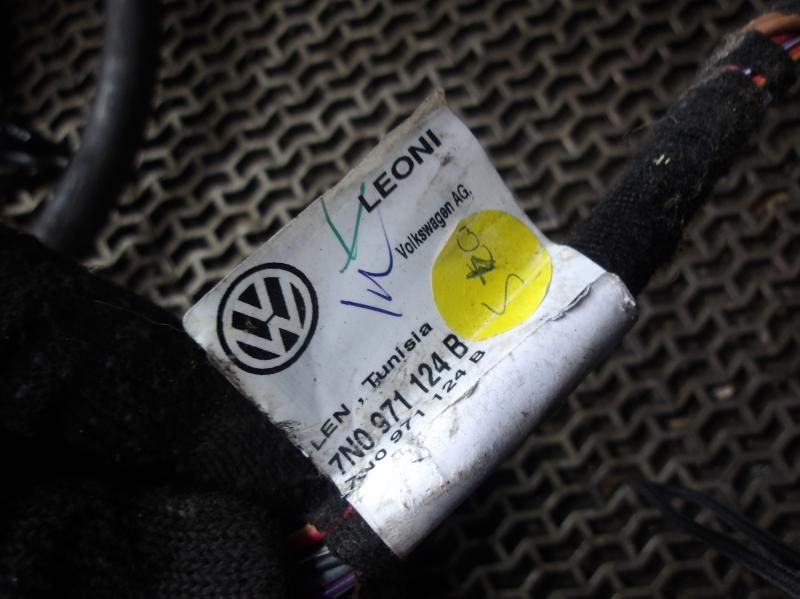 LEONI
Volkswagen AG.
LEN , Tunisia
7N0 971 124 B
7N0 971 124 B